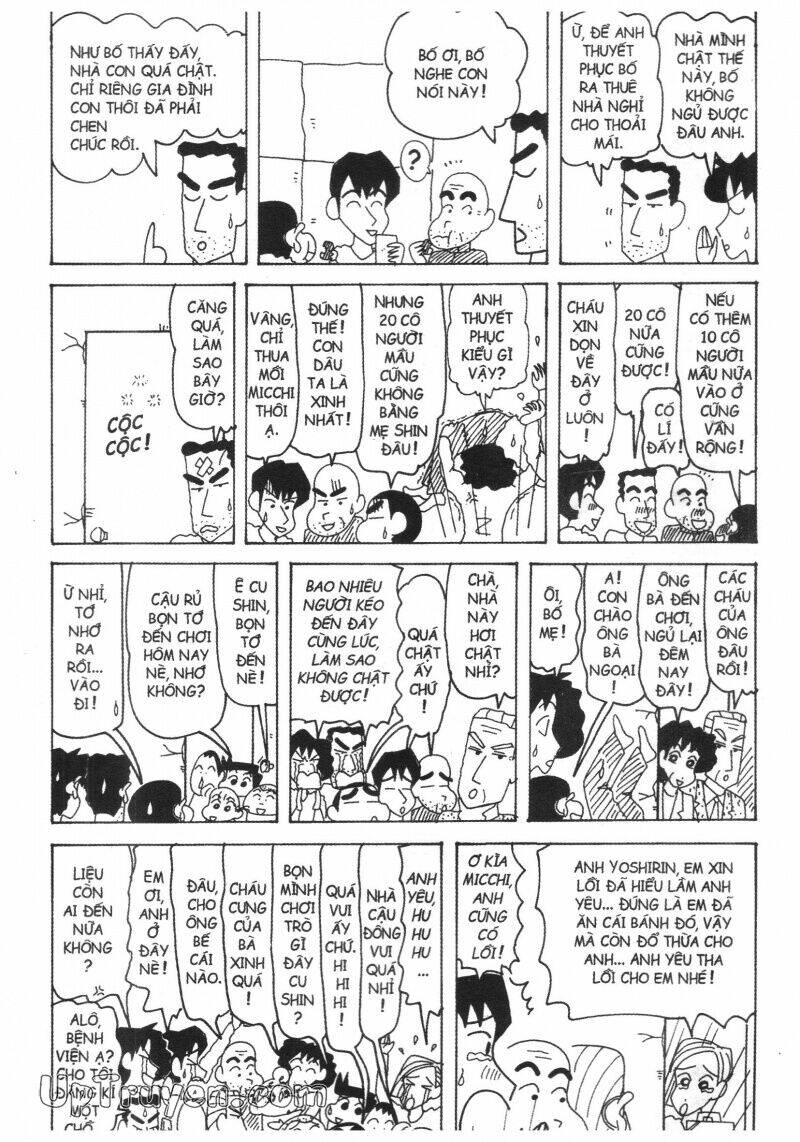 NHÀ MÌNH
CHẬT THẾ
NÀY, BỐ
KHÔNG
NGỦ ĐƯỢC
ĐÂU ANH.
Ừ, ĐỂ ANH
THUYẾT
PHỤC BỐ
RA THUÊ
NHÀ NGHỈ
CHO THOẢI
MÁI.
BỐ ƠI, BỐ
NGHE CON
NÓI NÀY!
?
NHƯ BỐ THẤY ĐẤY,
NHÀ CON QUÁ CHẬT.
CHỈ RIÊNG GIA ĐÌNH
CON THÔI ĐÃ PHẢI
CHEN
CHÚC RỒI.
NẾU
CÓ THÊM
10 CÔ
NGƯỜI
MẪU NỮA
VÀO Ở
CŨNG
VẪN
RỘNG!
CÓ
LÍ
ĐẤY!
20 CÔ
NỮA
CŨNG
ĐƯỢC!
CHÁU
XIN
DỌN
VỀ
ĐÂY
Ở
LUÔN!
ANH
THUYẾT
PHỤC
KIỂU GÌ
VẬY?
NHƯNG
20 CÔ
NGƯỜI
MẪU
CŨNG
KHÔNG
BẰNG
MẸ SHIN
ĐÂU!
ĐÚNG
THẾ!
CON
DÂU
TA LÀ
XINH
NHẤT!
VÂNG,
CHỈ
THUA
MỖI
MICCHI
THÔI
Ạ.
CĂNG
QUÁ,
LÀM
SAO
BÂY
GIỜ?
CỘC
CỘC!
CÁC
CHÁU
CỦA
ÔNG
ĐÂU RỒI!
ÔNG
BÀ ĐẾN
CHƠI,
NGỦ LẠI
ĐÊM
NAY
ĐÂY!
A!
CON
CHÀO
ÔNG
BÀ
NGOẠI!
ÔI,
BỐ
MẸ!
CHÀ,
NHÀ
NÀY
HƠI
CHẬT
NHỈ?
QUÁ
CHẬT
ẤY
CHỨ
!
BAO NHIÊU
NGƯỜI KÉO
ĐẾN ĐÂY
CÙNG LÚC,
LÀM SAO
KHÔNG CHẬT
ĐƯỢC!
Ê CU
SHIN,
BỌN
TỚ
ĐẾN
NÈ!
CẬU RỦ
BỌN TỚ
ĐẾN CHƠI
HÔM NAY
NÈ, NHỚ
KHÔNG?
Ừ NHỈ,
TỚ
NHỚ
RA
RỒI...
VÀO
ĐI!
ANH YOSHIRIN, EM XIN
LỖI ĐÃ HIỂU LẦM ANH
YÊU... ĐÚNG LÀ EM ĐÃ
ĂN CÁI BÁNH ĐÓ, VẬY
MÀ CÒN ĐỔ THỪA CHO
ANH... ANH YÊU THA
LỖI CHO EM NHÉ!
Ơ KÌA
MICCHI,
ANH
CŨNG
CÓ
LỖI!
ANH
YÊU,
HU
HU
HU
...
NHÀ
CẬU
ĐÔNG
VUI
QUÁ
NHỈ!
QUÁ
VUI
ẤY
CHỨ.
HI
HI
HI
!
BỌN
MÌNH
CHƠI
TRÒ
GÌ
ĐÂY
CU
SHIN
?
CHÁU
CƯNG
CỦA
BÀ
XINH
QUÁ
!
ĐÂU,
CHO
ÔNG
BẾ
CÁI
NÀO.
EM
ƠI,
ANH
Ở
ĐÂY
NÈ!
LIỆU
CÒN
AI ĐẾN
NỮA
KHÔNG
?
ALÔ,
BỆNH
VIỆN Ạ?
CHO TÔI
ĐĂNG KÍ
MỘT
CHỖ
UniTruyen.com